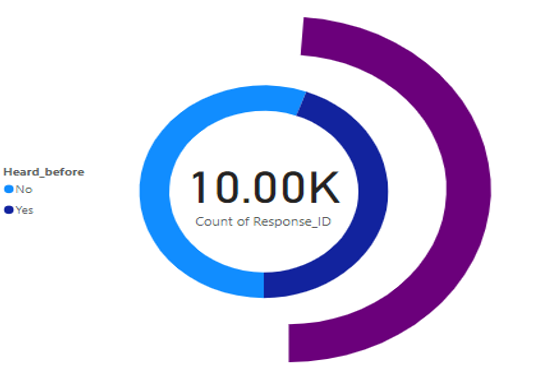 Heard_before
No
Yes
10.00K
Count of Response_ID